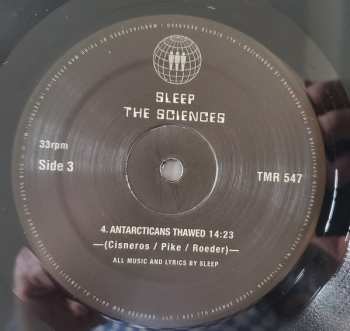 SLEEP
THE SCIENCES
33rpm
Side 3
TMR 547
4. ANTARCTICANS THAWED 14:23
—(Cisneros / Pike / Roeder)—
ALL MUSIC AND LYRICS BY SLEEP